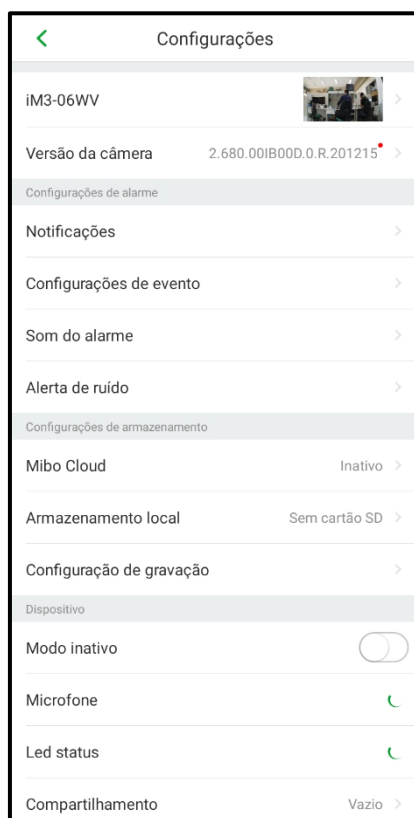 Configurações
iM3-06WV
Versão da câmera 2.680.00IB00D.0.R.201215
Configurações de alarme
Notificações
Configurações de evento
Som do alarme
Alerta de ruído
Configurações de armazenamento
Mibo Cloud Inativo
Armazenamento local Sem cartão SD
Configuração de gravação
Dispositivo
Modo inativo
Microfone
Led status
Compartilhamento Vazio